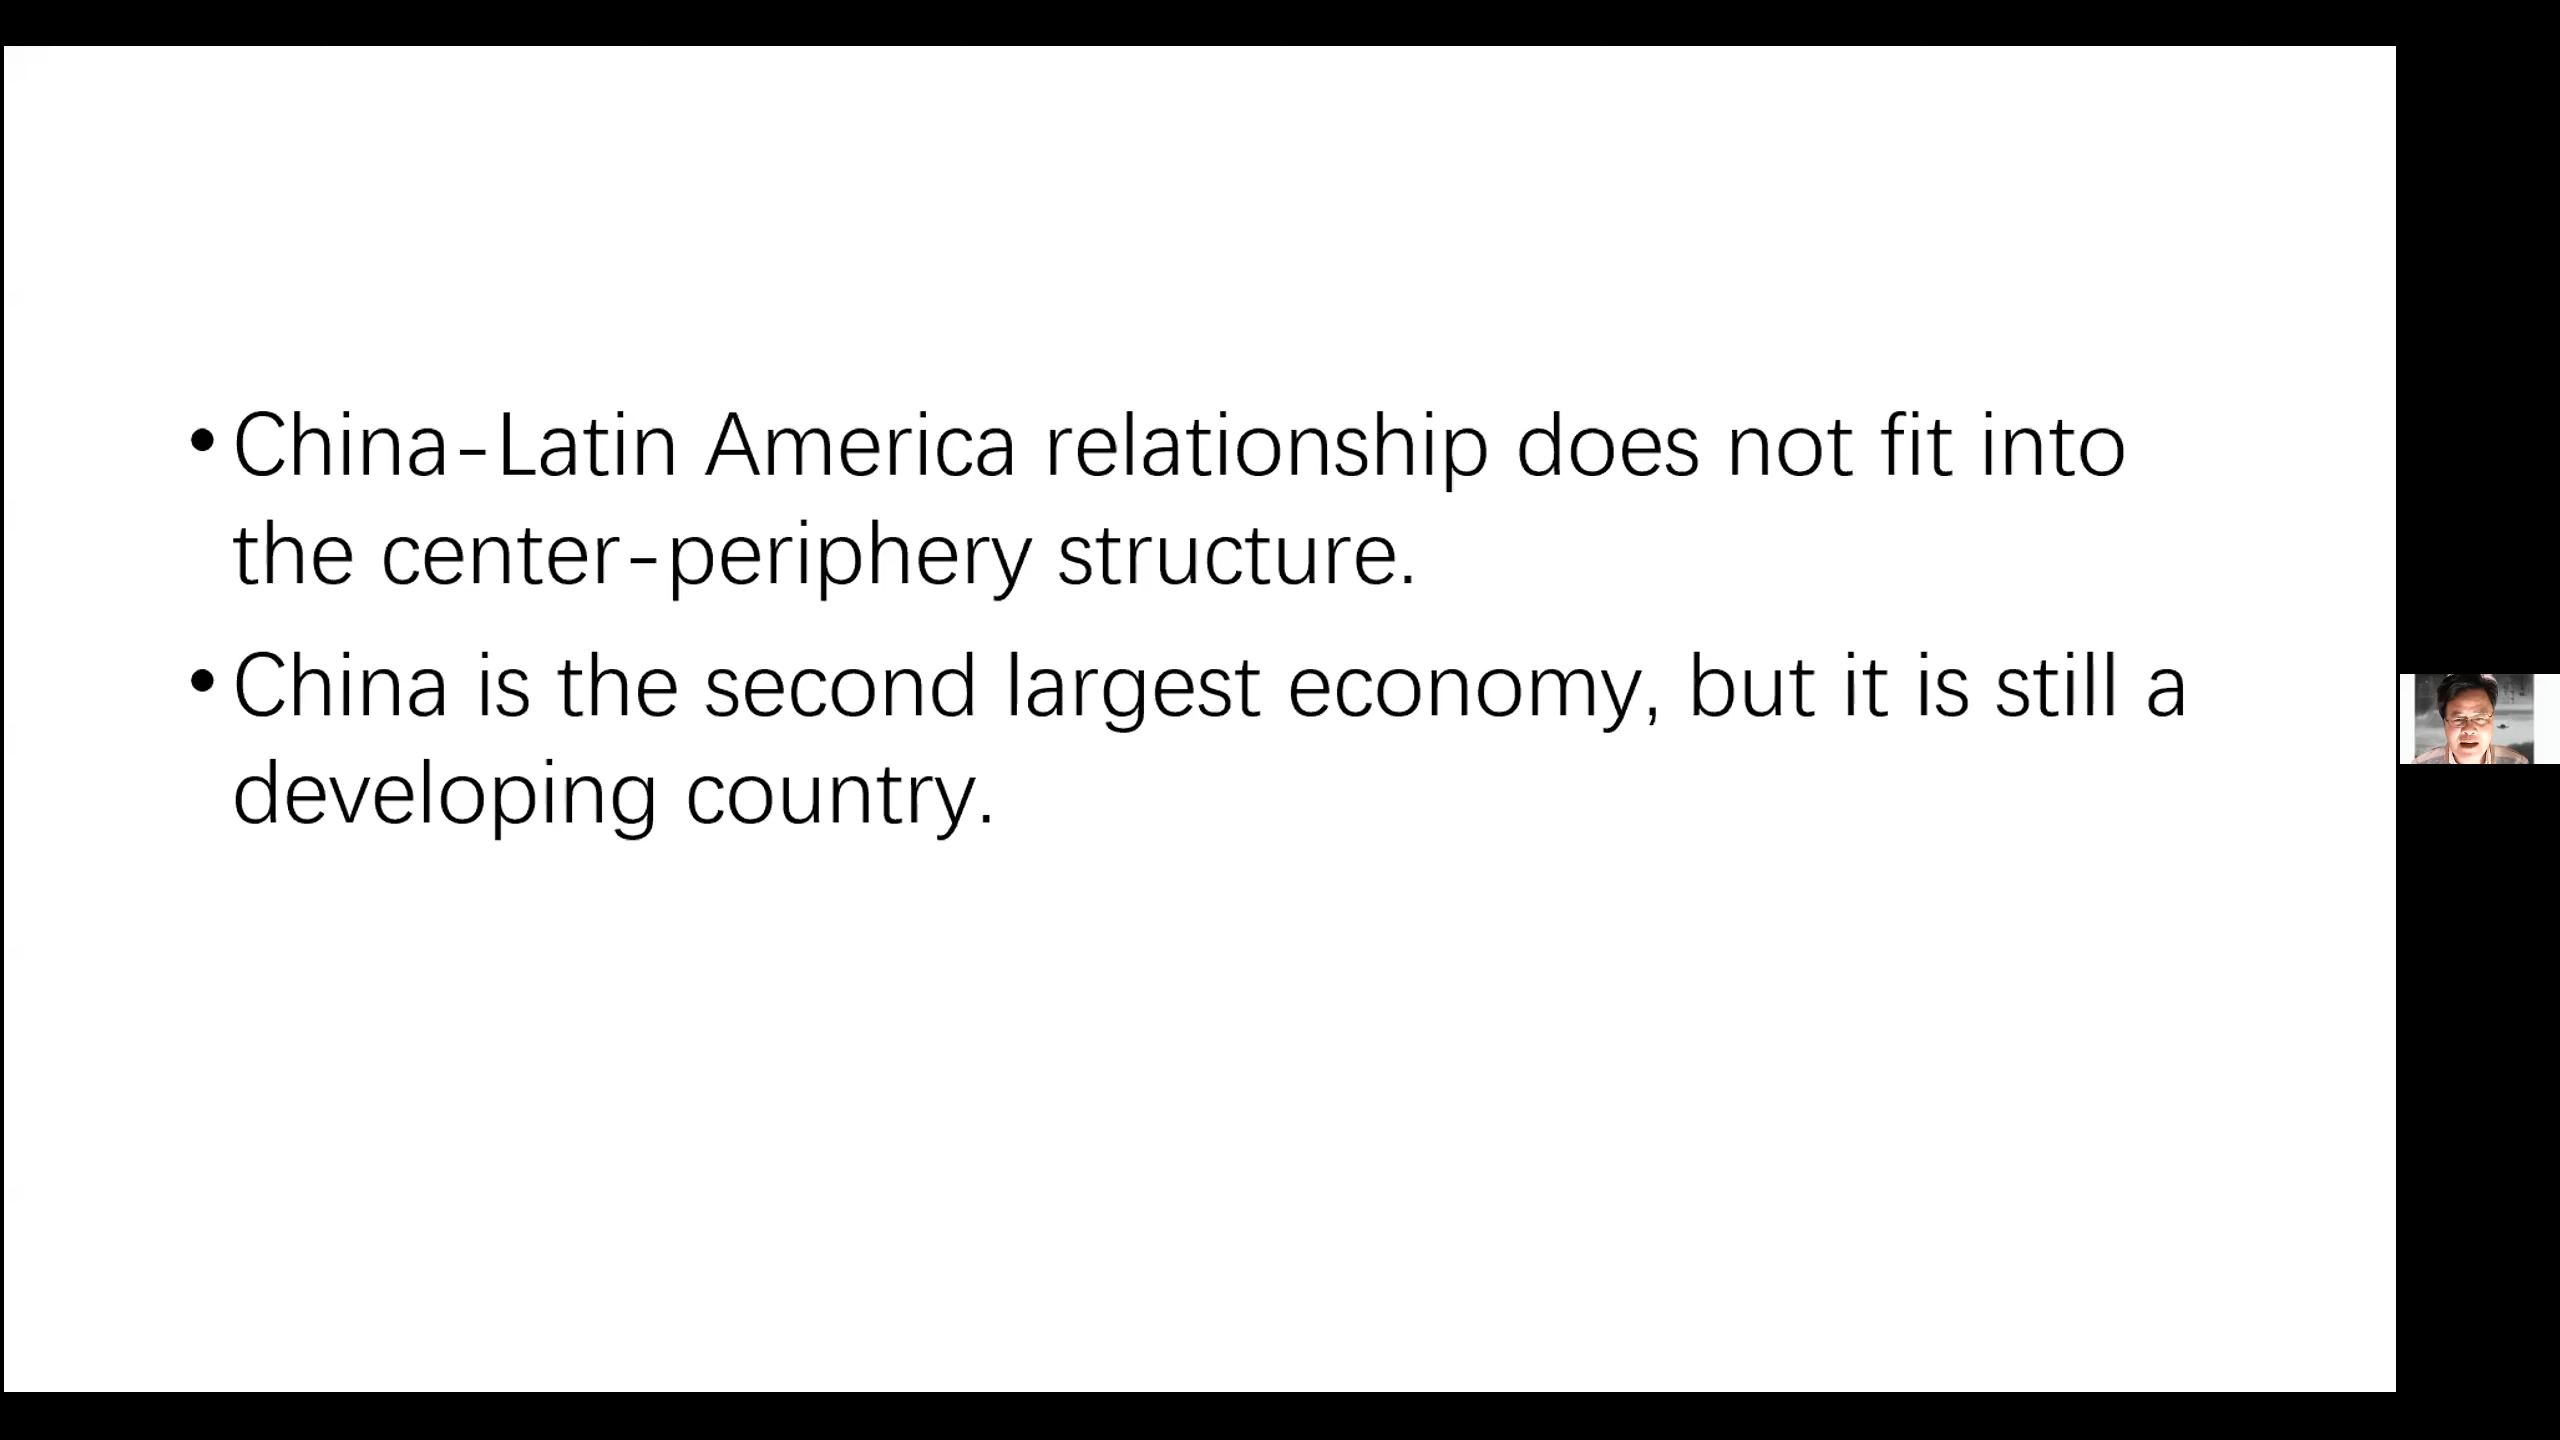 • China-Latin America relationship does not fit into
the center-periphery structure.
• China is the second largest economy, but it is still a
developing country.